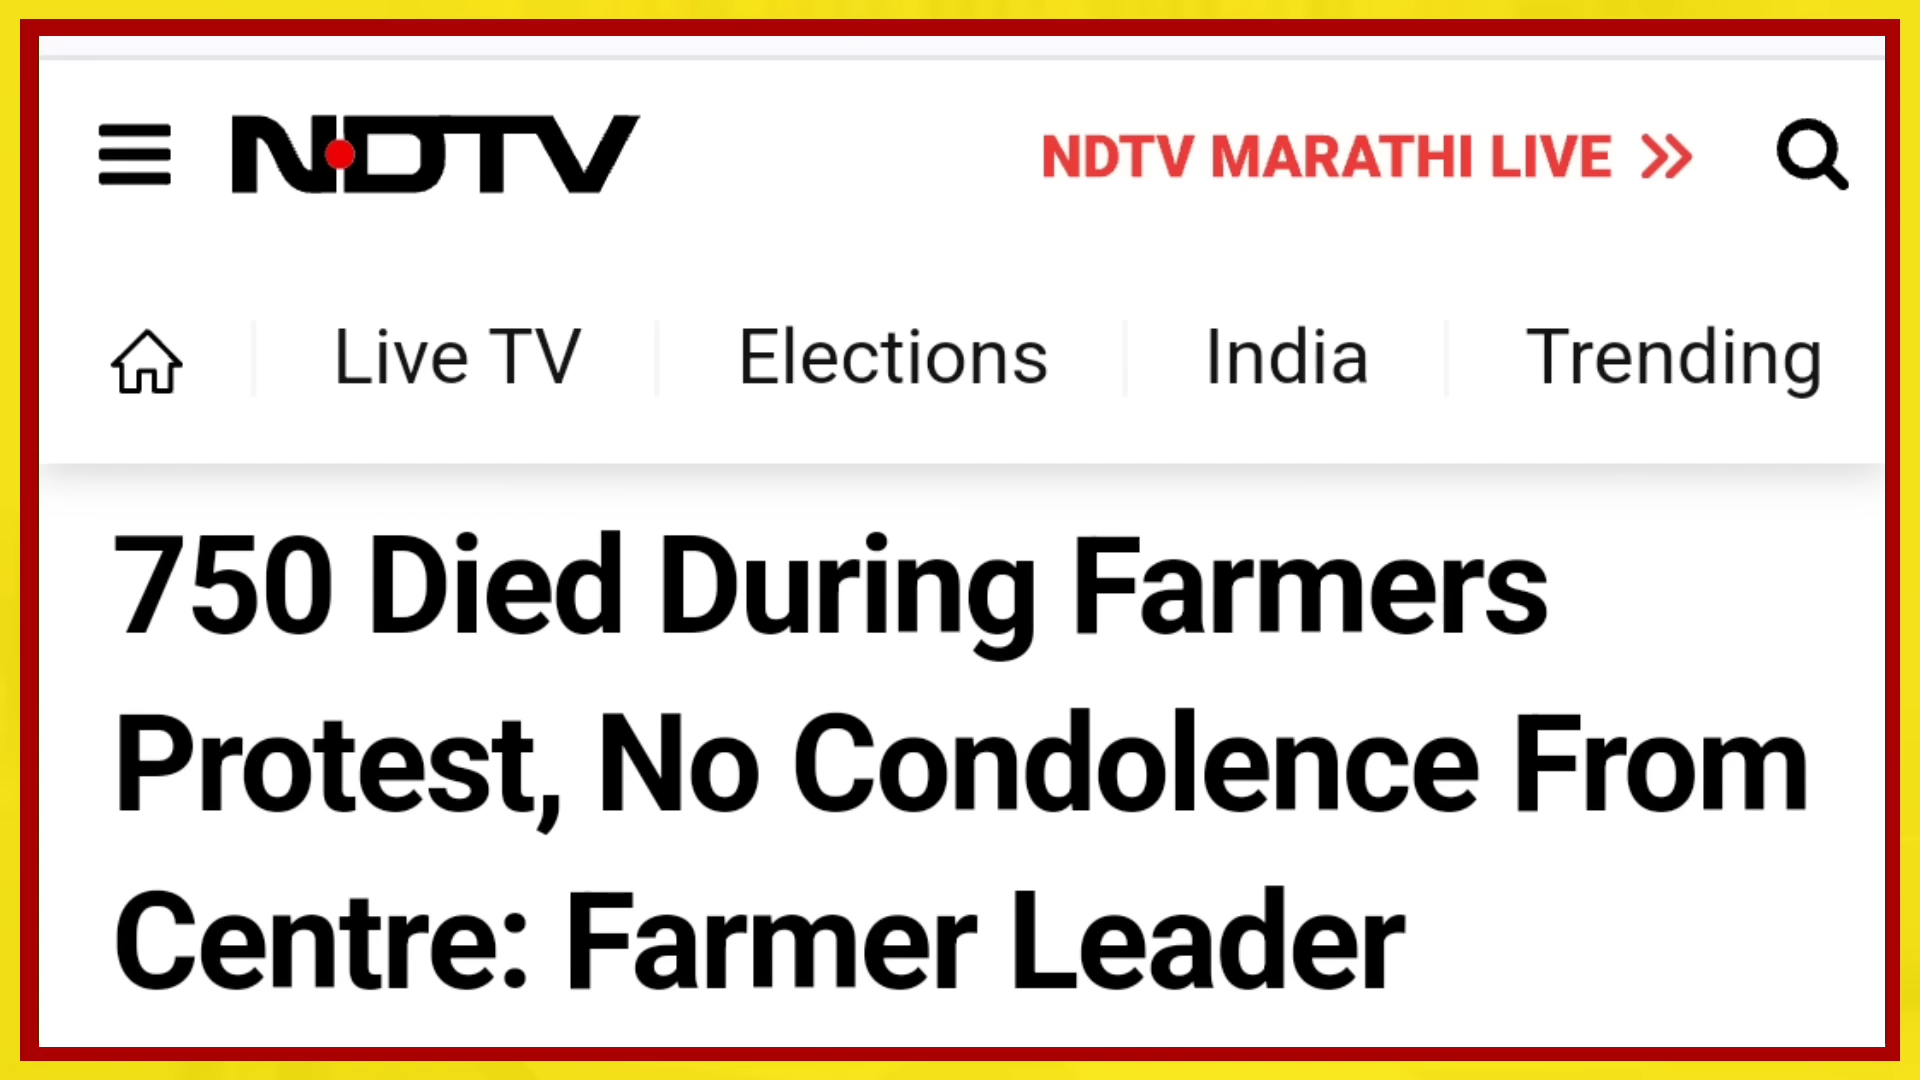 NDTV
NDTV MARATHI LIVE >>
Live TV
Elections
India
Trending
750 Died During Farmers
Protest, No Condolence From
Centre: Farmer Leader